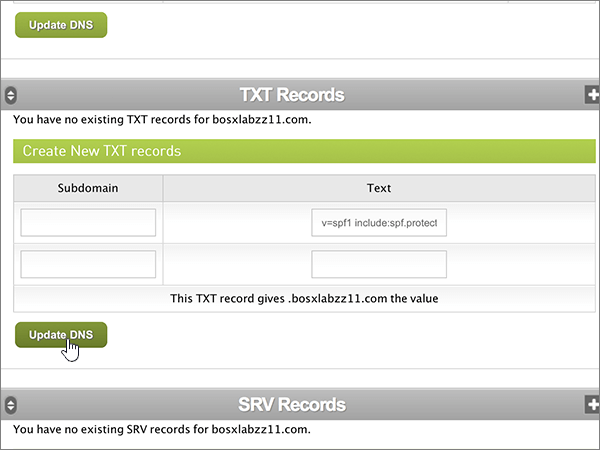 Update DNS
TXT Records
You have no existing TXT records for bosxlabzz11.com.
Create New TXT records
Subdomain Text
v=spf1 include:spf.protect
This TXT record gives .bosxlabzz11.com the value
Update DNS
SRV Records
You have no existing SRV records for bosxlabzz11.com.